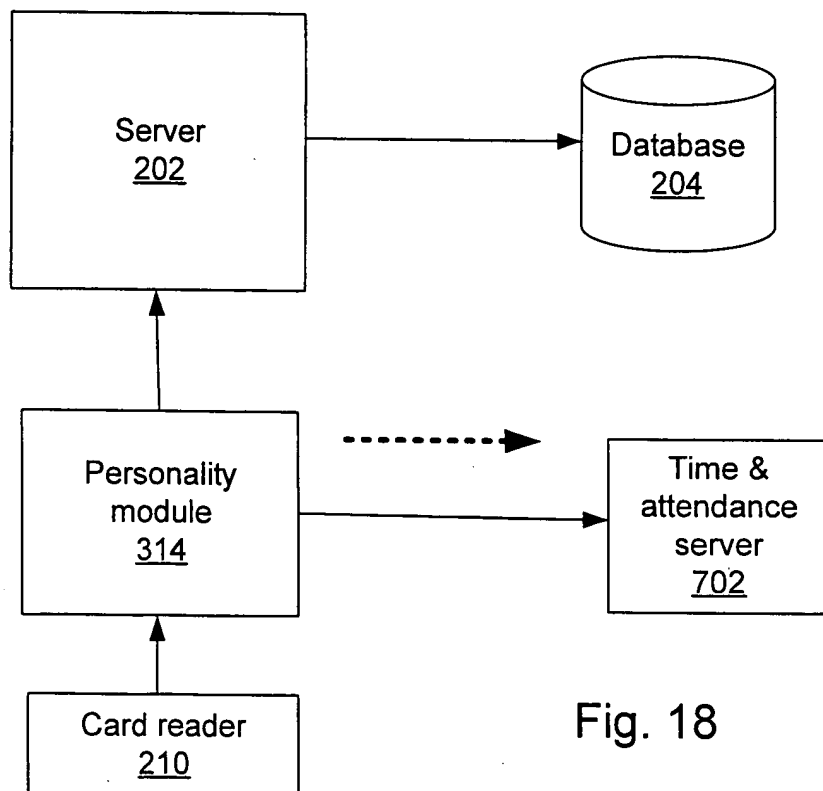 Server
202
Database
204
Personality
module
314
Time &
attendance
server
702
Card reader
210
Fig. 18